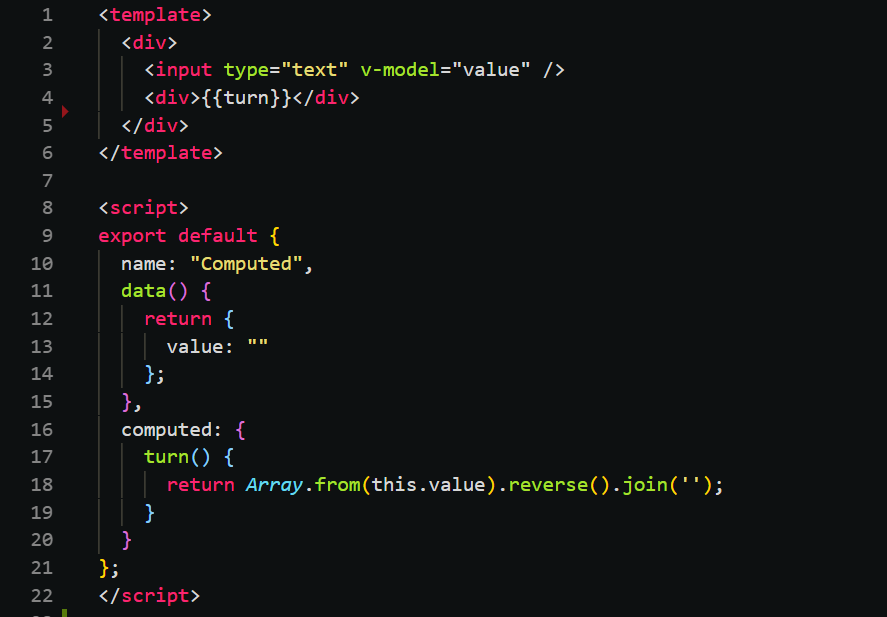 1 <template>
2 <div>
3 <input type="text" v-model="value" />
4 <div>{{turn}}</div>
5 </div>
6 </template>
7
8 <script>
9 export default {
10 name: "Computed",
11 data() {
12 return {
13 value: ""
14 };
15 },
16 computed: {
17 turn() {
18 return Array.from(this.value).reverse().join('');
19 }
20 }
21 };
22 </script>